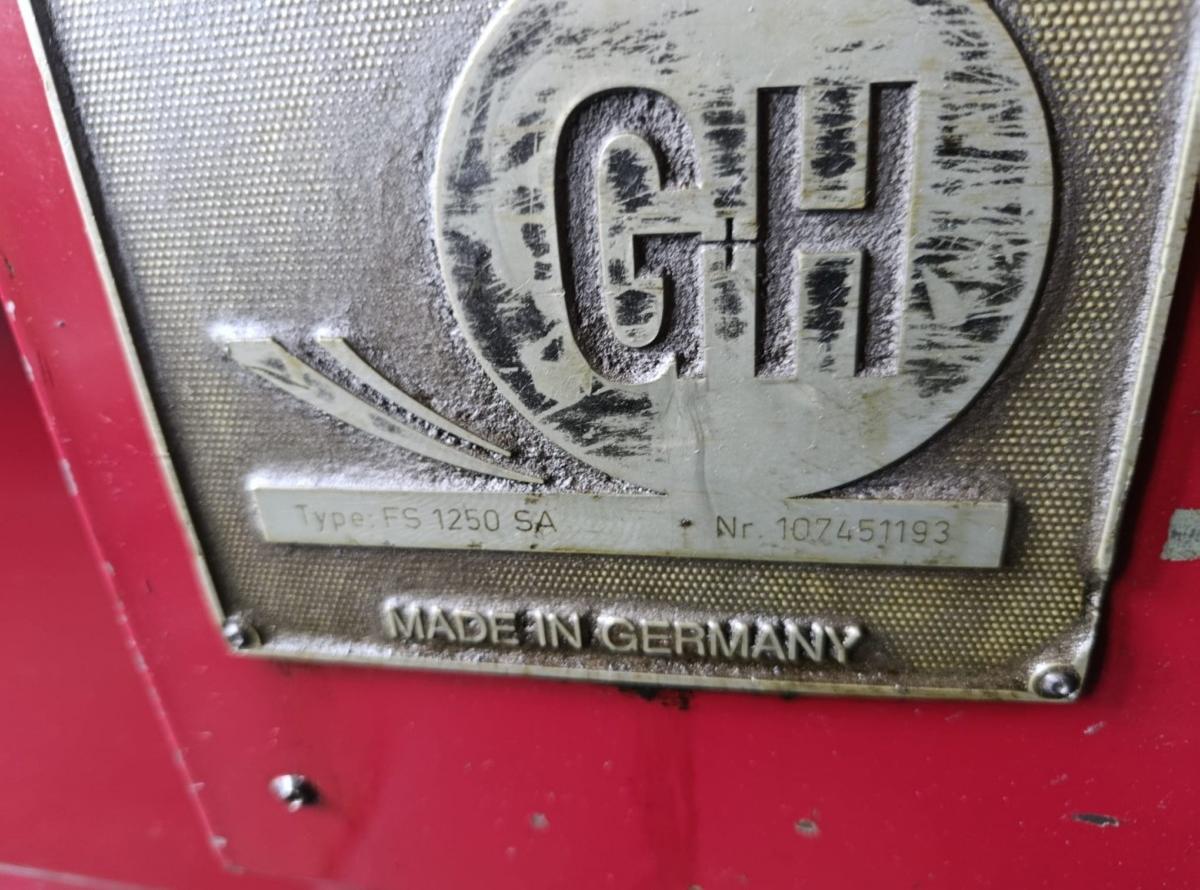 GH
Type: FS 1250 SA Nr. 107451193
MADE IN GERMANY